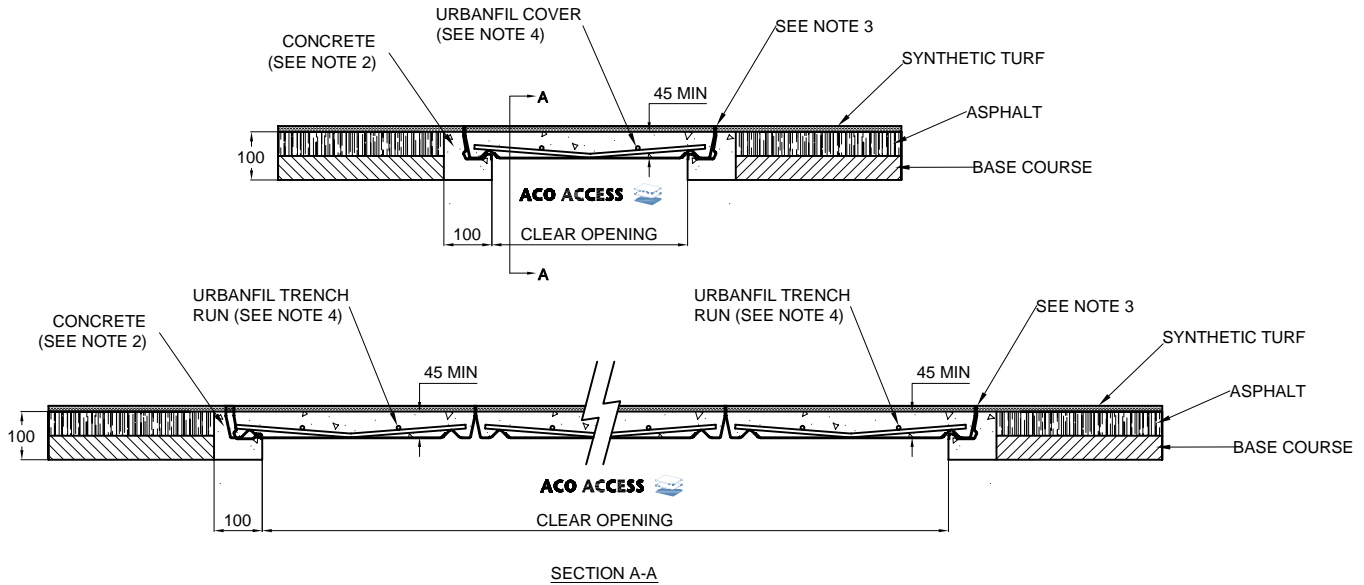 URBANFIL COVER
(SEE NOTE 4)
SEE NOTE 3
CONCRETE
(SEE NOTE 2)
SYNTHETIC TURF
A
45 MIN
ASPHALT
100
BASE COURSE
ACO ACCESS
100
CLEAR OPENING
A
URBANFIL TRENCH
RUN (SEE NOTE 4)
URBANFIL TRENCH
RUN (SEE NOTE 4)
SEE NOTE 3
CONCRETE
(SEE NOTE 2)
SYNTHETIC TURF
45 MIN
45 MIN
ASPHALT
100
BASE COURSE
ACO ACCESS
100
CLEAR OPENING
SECTION A-A